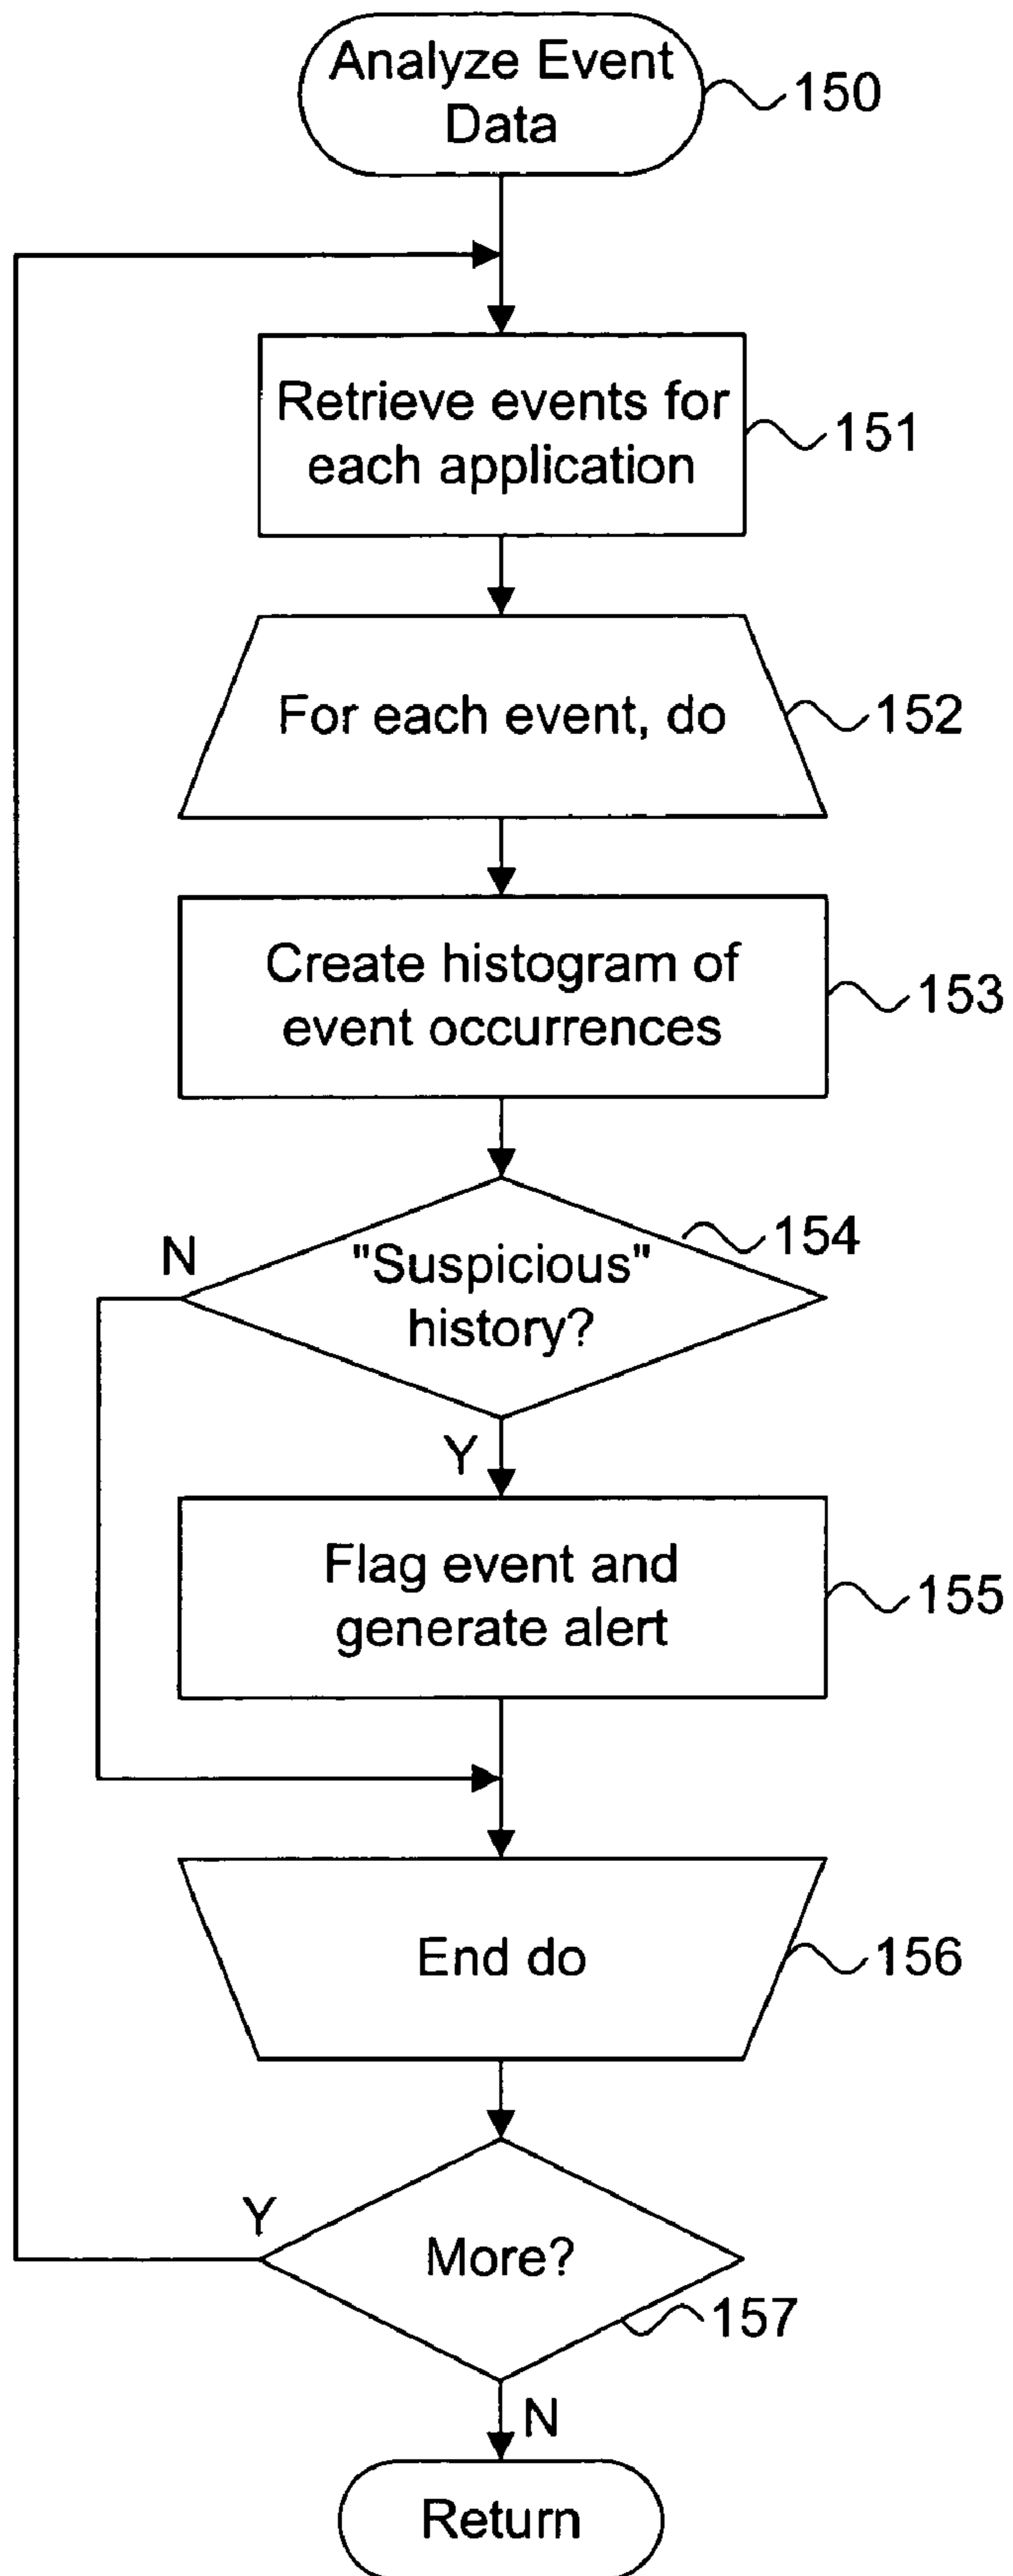 Analyze Event
Data
150
Retrieve events for
each application
151
For each event, do
152
Create histogram of
event occurrences
153
N
"Suspicious"
history?
154
Y
Flag event and
generate alert
155
End do
156
Y
More?
157
N
Return